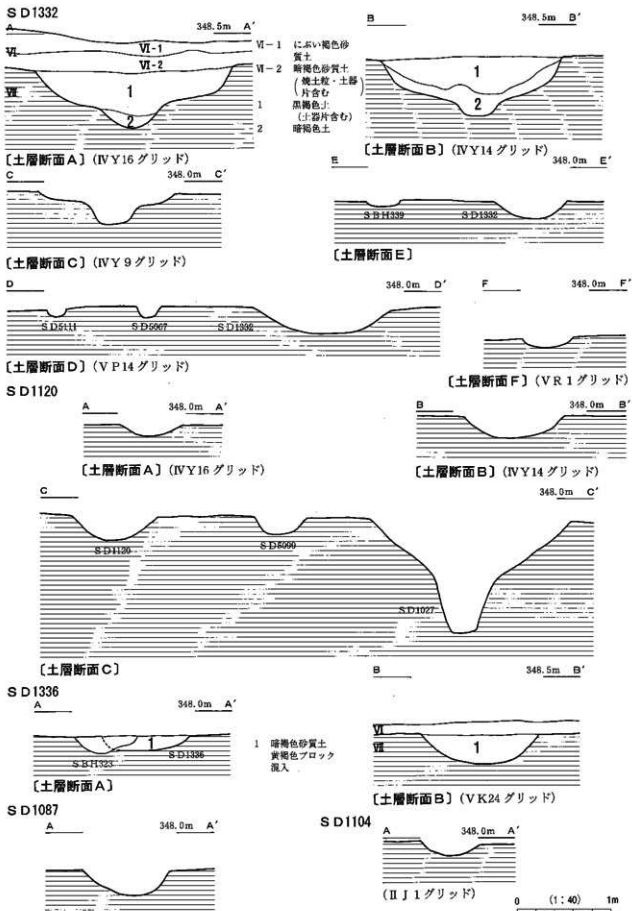 SD1332
A 348.5m A′
VI
VI-1
VI-2
VII
1
2
VI-1 にぶい褐色砂質土
VI-2 暗褐色砂質土
(焼土粒・土器片含む)
1 黒褐色土
(土器片含む)
2 暗褐色土
〔土層断面A〕(IVY16グリッド)
B 348.5m B′
1
2
〔土層断面B〕(IVY14グリッド)
C 348.0m C′
〔土層断面C〕(IVY9グリッド)
E 348.0m E′
SBH339 SD1332
〔土層断面E〕
D 348.0m D′
SD5111 SD5067 SD1332
〔土層断面D〕(VP14グリッド)
F 348.0m F′
〔土層断面F〕(VR1グリッド)
SD1120
A 348.0m A′
〔土層断面A〕(IVY16グリッド)
B 348.0m B′
〔土層断面B〕(IVY14グリッド)
C 348.0m C′
SD1120 SD5090 SD1027
〔土層断面C〕
SD1336
A 348.0m A′
1
SBH323 SD1336
1 暗褐色砂質土
黄褐色ブロック
混入
〔土層断面A〕
B 348.5m B′
VI
VII
1
〔土層断面B〕(VK24グリッド)
SD1087
A 348.0m A′
SD1104
A 348.0m A′
(IIJ1グリッド)
0 (1:40) 1m